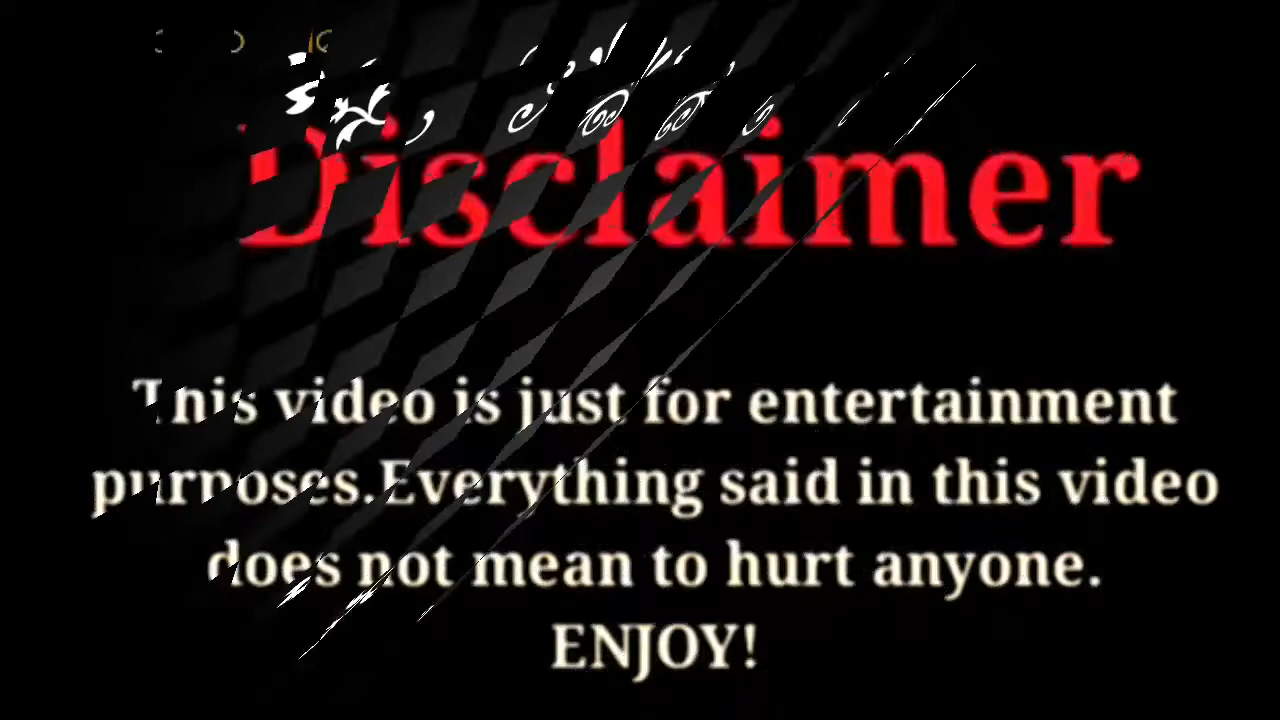 Disclaimer
This video is just for entertainment
purposes.Everything said in this video
does not mean to hurt anyone.
ENJOY!